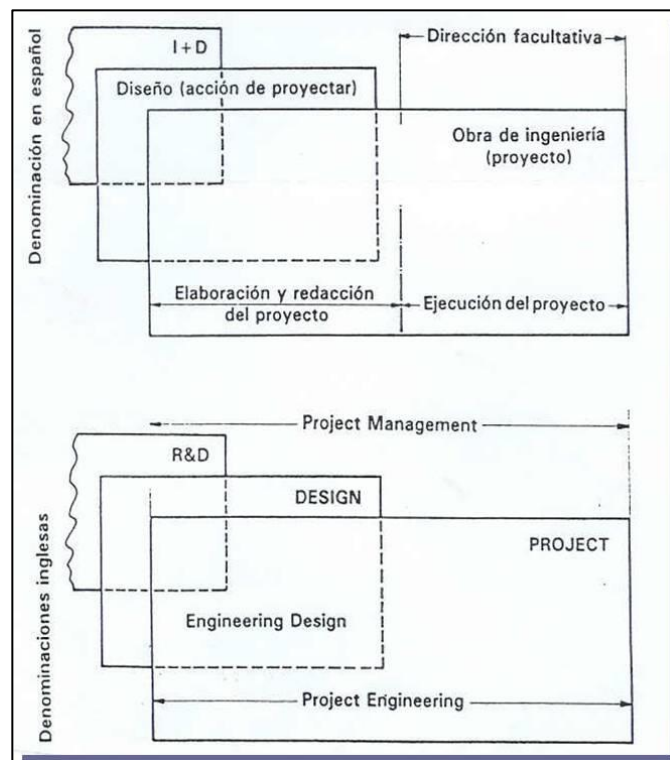 Denominación en español
I+D
Dirección facultativa
Diseño (acción de proyectar)
Obra de ingeniería
(proyecto)
Elaboración y redacción
del proyecto
Ejecución del proyecto
Denominaciones inglesas
Project Management
R&D
DESIGN
PROJECT
Engineering Design
Project Engineering